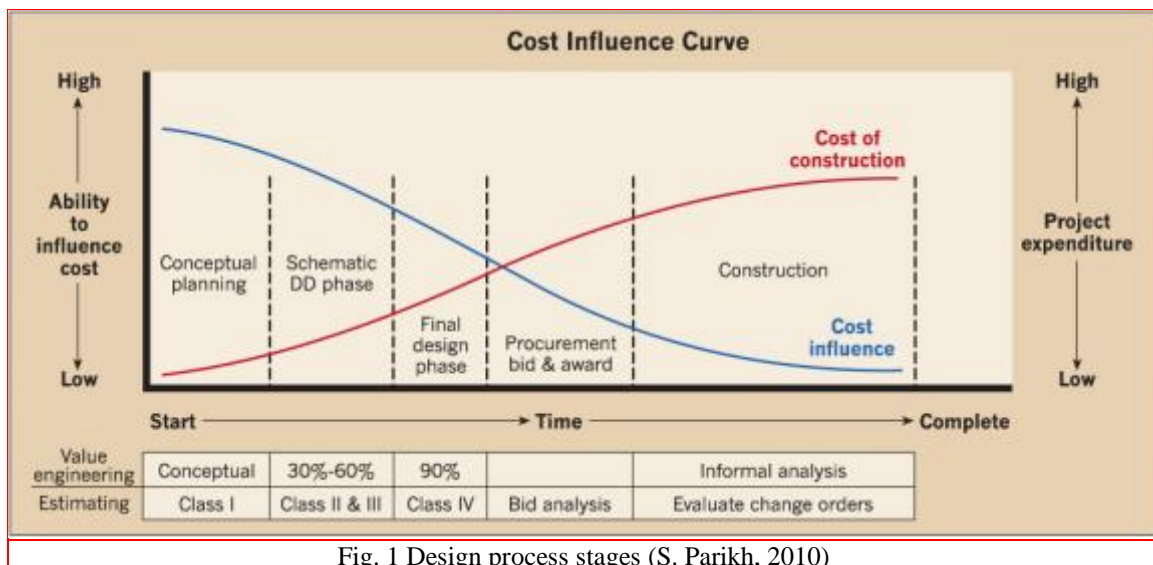 Cost Influence Curve
High
Ability
to
influence
cost
Low
High
Project
expenditure
Low
Cost of
construction
Conceptual
planning
Schematic
DD phase
Final
design
phase
Procurement
bid & award
Construction
Cost
influence
Start
Time
Complete
Value
engineering
Conceptual
30%-60%
90%
Informal analysis
Estimating
Class I
Class II & III
Class IV
Bid analysis
Evaluate change orders
Fig. 1 Design process stages (S. Parikh, 2010)